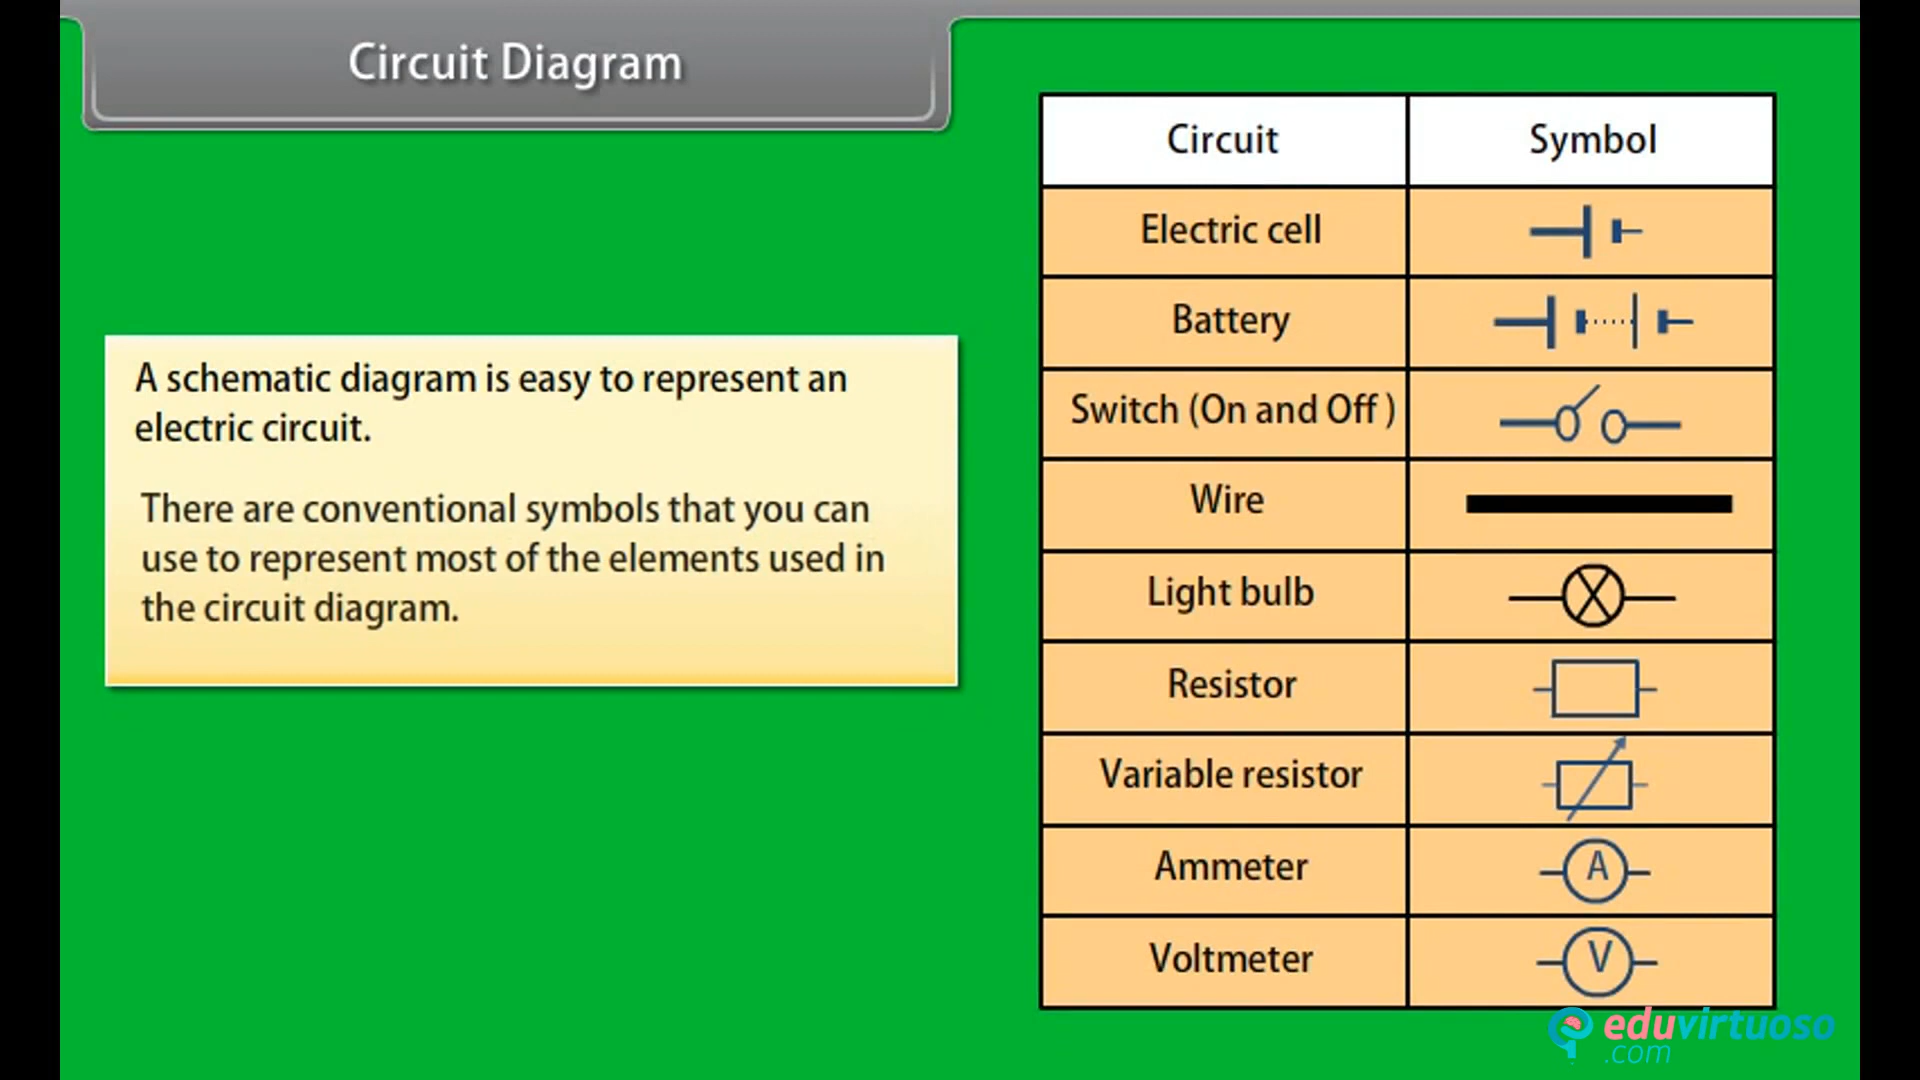 Circuit Diagram
A schematic diagram is easy to represent an
electric circuit.
There are conventional symbols that you can
use to represent most of the elements used in
the circuit diagram.
Circuit Symbol
Electric cell
Battery
Switch (On and Off )
Wire
Light bulb
Resistor
Variable resistor
Ammeter A
Voltmeter V
eduvirtuoso
.com